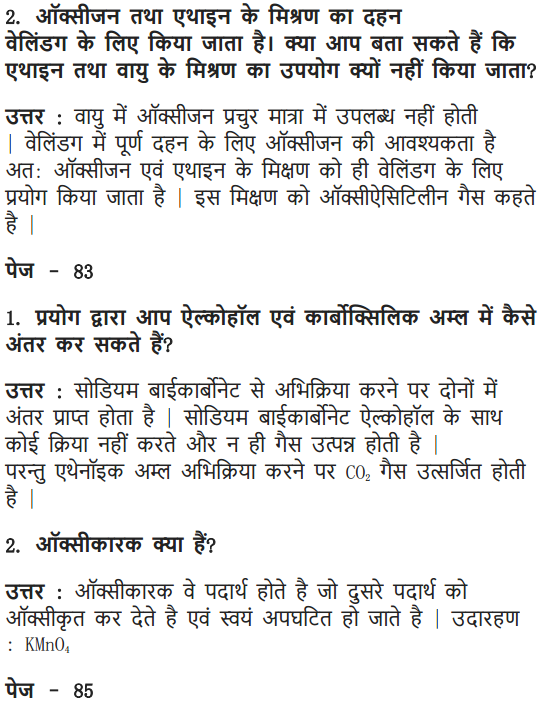 2. ऑक्सीजन तथा एथाइन के मिश्रण का दहन
वेलिंडग के लिए किया जाता है। क्या आप बता सकते हैं कि
एथाइन तथा वायु के मिश्रण का उपयोग क्यों नहीं किया जाता?
उत्तर : वायु में ऑक्सीजन प्रचुर मात्रा में उपलब्ध नहीं होती
| वेलिंडग में पूर्ण दहन के लिए ऑक्सीजन की आवश्यकता है
अत: ऑक्सीजन एवं एथाइन के मिक्षण को ही वेलिंडग के लिए
प्रयोग किया जाता है | इस मिक्षण को ऑक्सीऐसिटिलीन गैस कहते
है |
पेज - 83
1. प्रयोग द्वारा आप ऐल्कोहॉल एवं कार्बोक्सिलिक अम्ल में कैसे
अंतर कर सकते हैं?
उत्तर : सोडियम बाईकार्बोनेट से अभिक्रिया करने पर दोनों में
अंतर प्राप्त होता है | सोडियम बाईकार्बोनेट ऐल्कोहॉल के साथ
कोई क्रिया नहीं करते और न ही गैस उत्पन्न होती है |
परन्तु एथेनॉइक अम्ल अभिक्रिया करने पर CO₂ गैस उत्सर्जित होती
है |
2. ऑक्सीकारक क्या हैं?
उत्तर : ऑक्सीकारक वे पदार्थ होते है जो दुसरे पदार्थ को
ऑक्सीकृत कर देते है एवं स्वयं अपघटित हो जाते है | उदारहण
: KMnO₄
पेज - 85